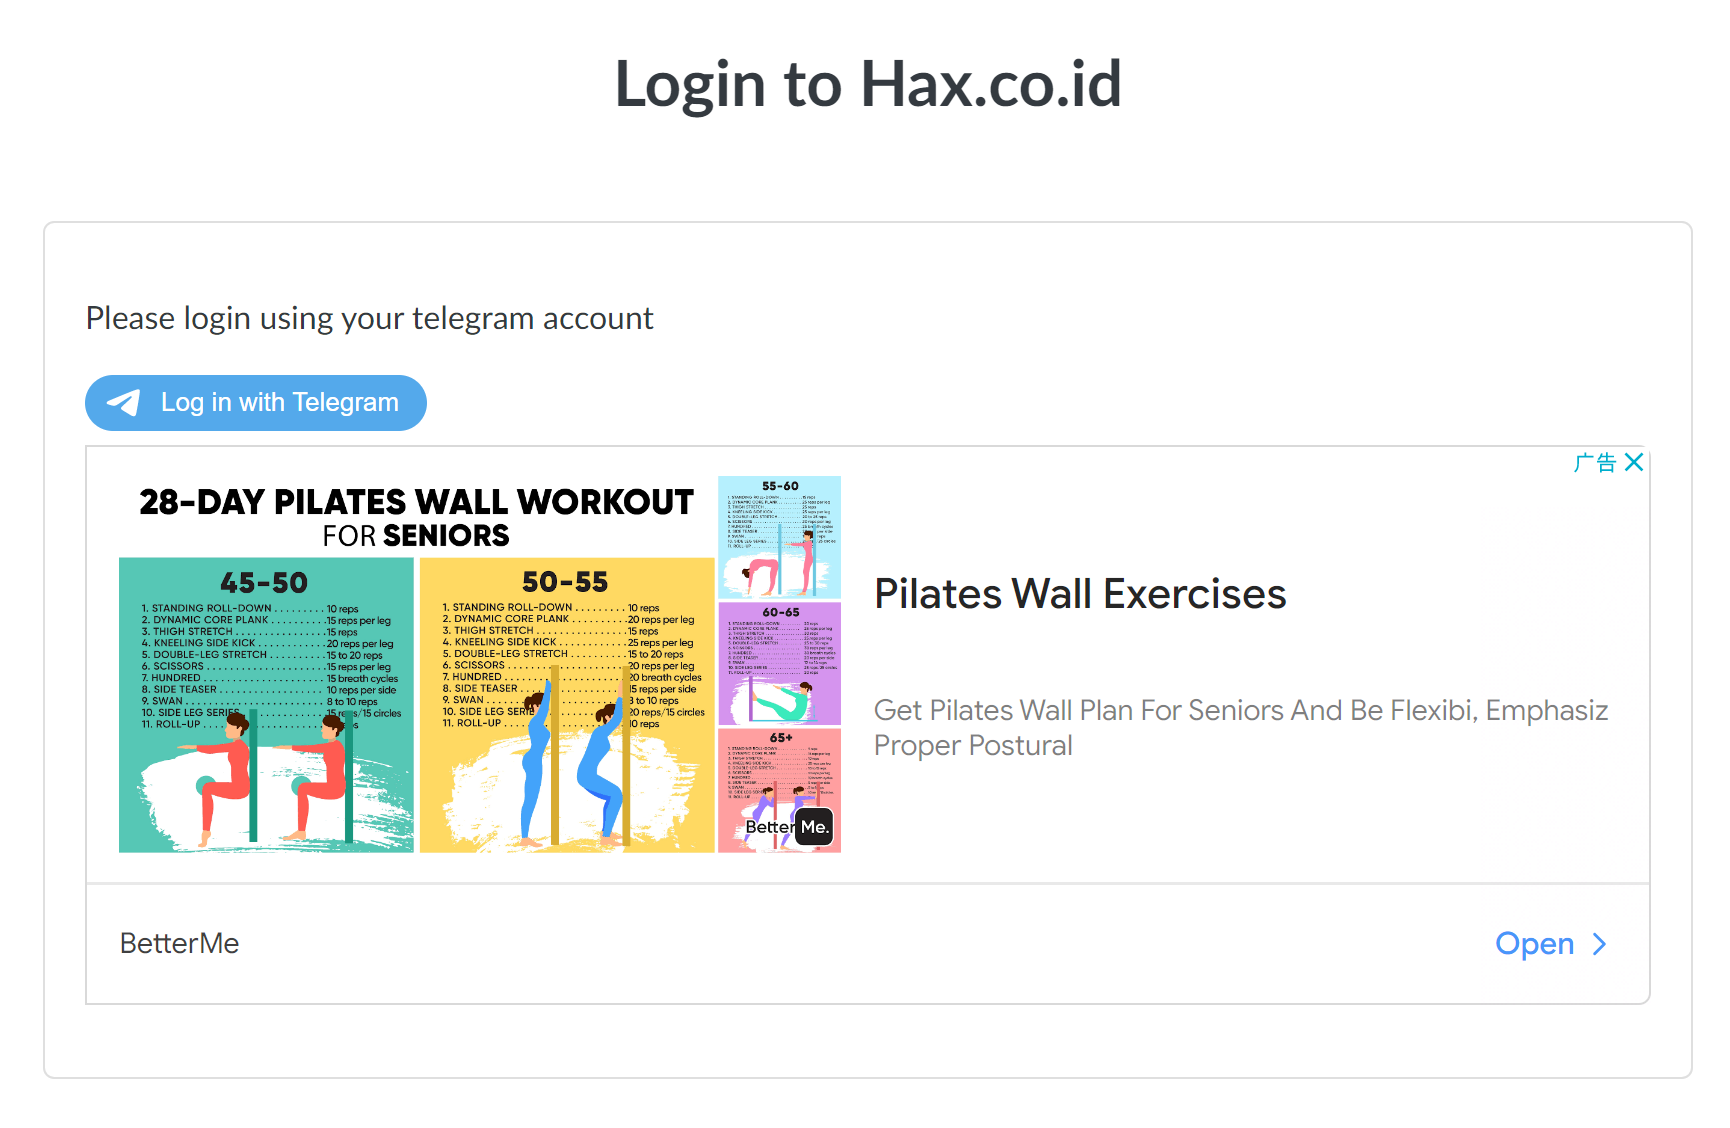 Login to Hax.co.id
Please login using your telegram account
Log in with Telegram
广告
28-DAY PILATES WALL WORKOUT
FOR SENIORS
45-50
1. STANDING ROLL-DOWN ......... 10 reps
2. DYNAMIC CORE PLANK .......... 15 reps per leg
3. THIGH STRETCH ................ 15 reps
4. KNEELING SIDE KICK ............ 20 reps per leg
5. DOUBLE-LEG STRETCH .......... 15 to 20 reps
6. SCISSORS ..................... 15 reps per leg
7. HUNDRED ..................... 15 breath cycles
8. SIDE TEASER .................. 10 reps per side
9. SWAN ........................ 8 to 10 reps
10. SIDE LEG SERIES 15 reps/15 circles
11. ROLL-UP
50-55
1. STANDING ROLL-DOWN ......... 10 reps
2. DYNAMIC CORE PLANK .......... 20 reps per leg
3. THIGH STRETCH ................ 15 reps
4. KNEELING SIDE KICK ............ 25 reps per leg
5. DOUBLE-LEG STRETCH .......... 15 to 20 reps
6. SCISSORS ..................... 20 reps per leg
7. HUNDRED ..................... 20 breath cycles
8. SIDE TEASER .................. 15 reps per side
9. SWAN ........................ 8 to 10 reps
10. SIDE LEG SERIE 20 reps/15 circles
11. ROLL-UP ...................... 10 reps
55-60
60-65
65+
BetterMe.
Pilates Wall Exercises
Get Pilates Wall Plan For Seniors And Be Flexibi, Emphasiz
Proper Postural
BetterMe
Open